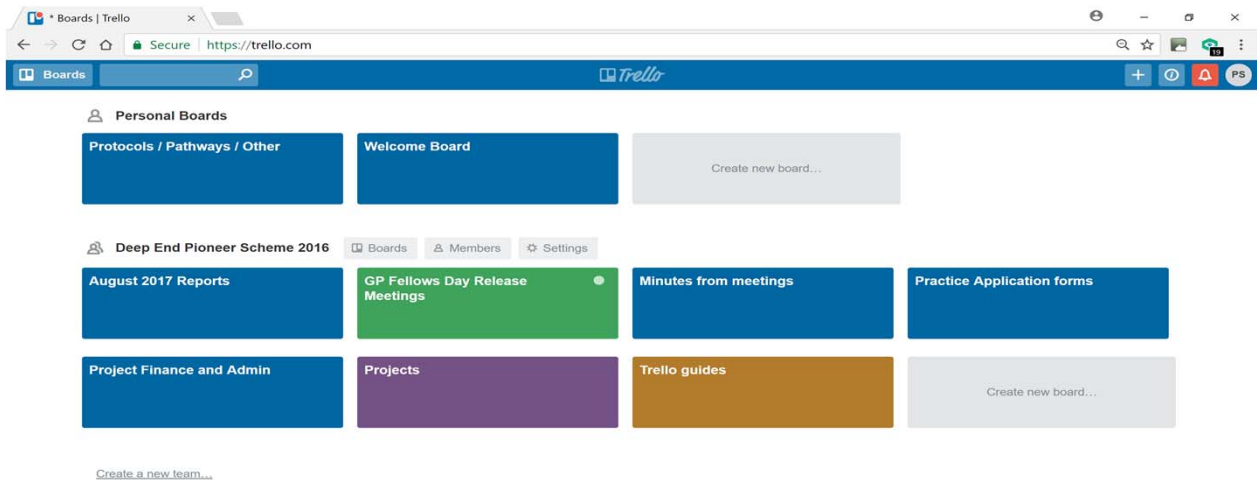 * Boards | Trello
Secure https://trello.com
19
Boards
Trello
PS
Personal Boards
Protocols / Pathways / Other
Welcome Board
Create new board…
Deep End Pioneer Scheme 2016
Boards
Members
Settings
August 2017 Reports
GP Fellows Day Release
Meetings
Minutes from meetings
Practice Application forms
Project Finance and Admin
Projects
Trello guides
Create new board…
Create a new team…